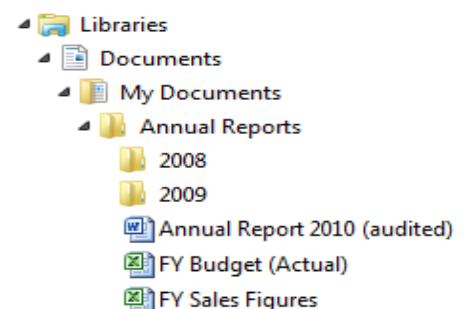 Libraries
Documents
My Documents
Annual Reports
2008
2009
Annual Report 2010 (audited)
FY Budget (Actual)
FY Sales Figures